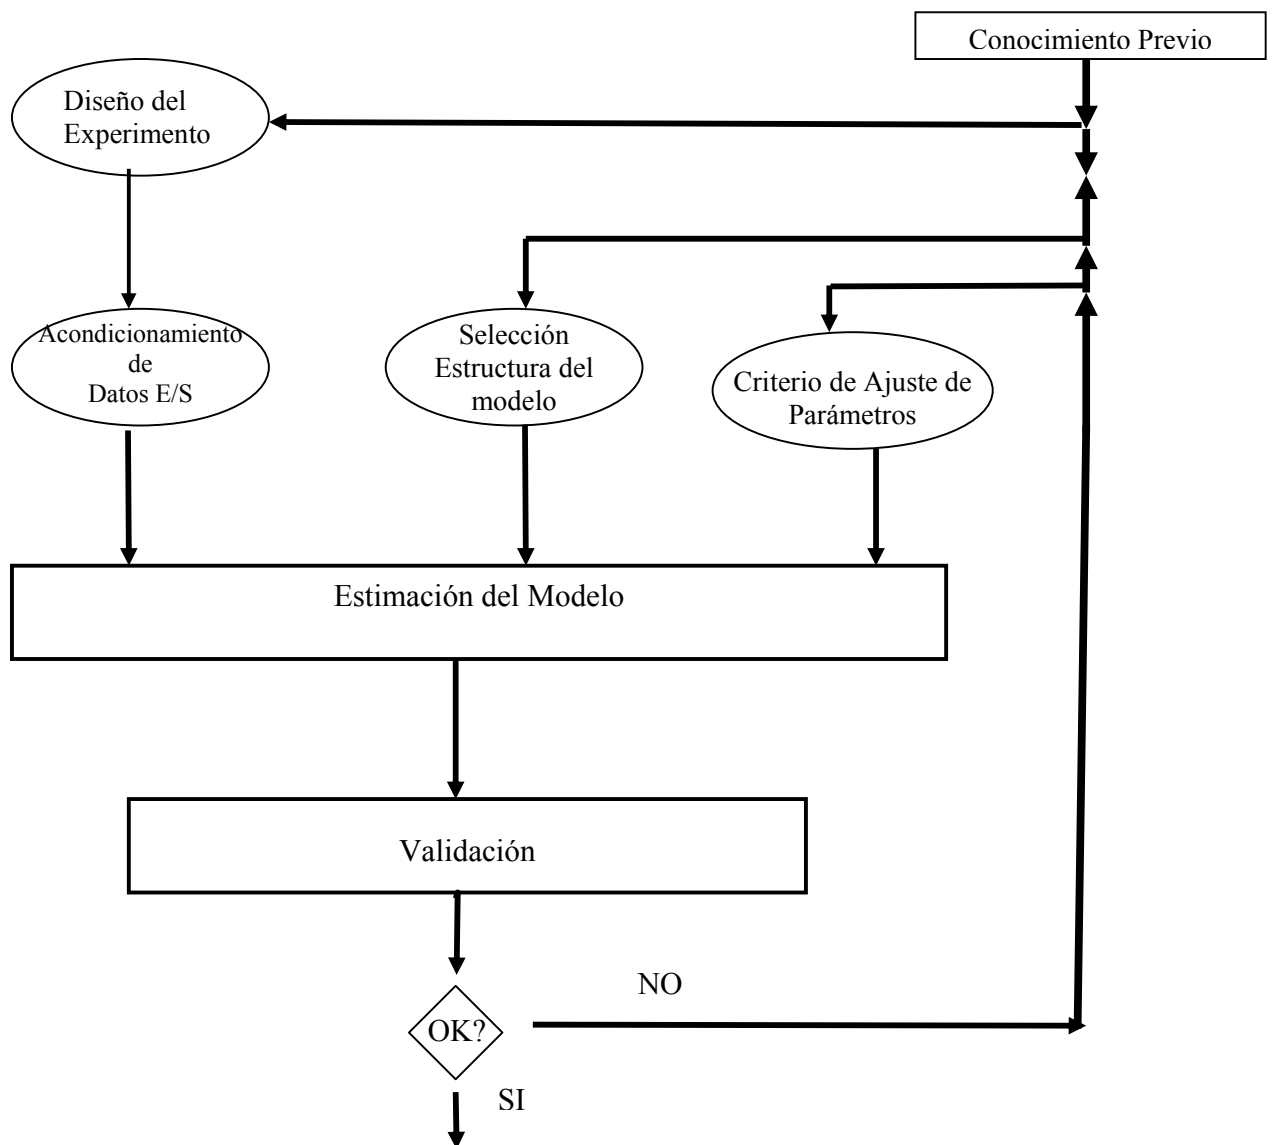 Conocimiento Previo
Diseño del
Experimento
Acondicionamiento
de
Datos E/S
Selección
Estructura del
modelo
Criterio de Ajuste de
Parámetros
Estimación del Modelo
Validación
NO
OK?
SI